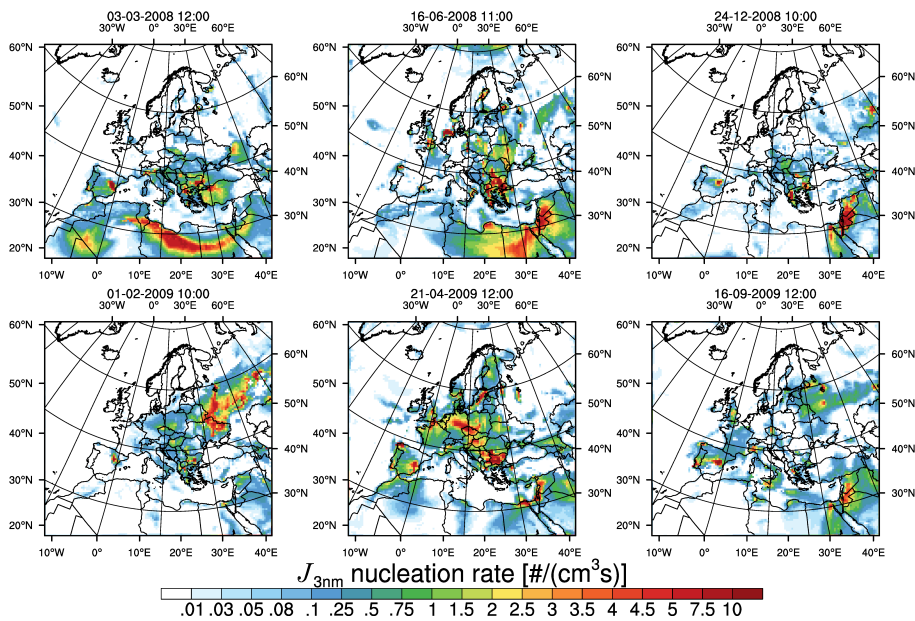 03-03-2008 12:00 16-06-2008 11:00 24-12-2008 10:00
30°W 0° 30°E 60°E 30°W 0° 30°E 60°E 30°W 0° 30°E 60°E
60°N 60°N 60°N
60°N 60°N 60°N
50°N 50°N 50°N
50°N 50°N 50°N
40°N 40°N 40°N
40°N 40°N 40°N
30°N 30°N 30°N
30°N 30°N 30°N
20°N 20°N 20°N
10°W 0° 10°E 20°E 30°E 40°E 10°W 0° 10°E 20°E 30°E 40°E 10°W 0° 10°E 20°E 30°E 40°E
01-02-2009 10:00 21-04-2009 12:00 16-09-2009 12:00
30°W 0° 30°E 60°E 30°W 0° 30°E 60°E 30°W 0° 30°E 60°E
60°N 60°N 60°N
60°N 60°N 60°N
50°N 50°N 50°N
50°N 50°N 50°N
40°N 40°N 40°N
40°N 40°N 40°N
30°N 30°N 30°N
30°N 30°N 30°N
20°N 20°N 20°N
10°W 0° 10°E 20°E 30°E 40°E 10°W 0° 10°E 20°E 30°E 40°E 10°W 0° 10°E 20°E 30°E 40°E
J3nm nucleation rate [#/(cm³s)]
.01 .03 .05 .08 .1 .25 .5 .75 1 1.5 2 2.5 3 3.5 4 4.5 5 7.5 10